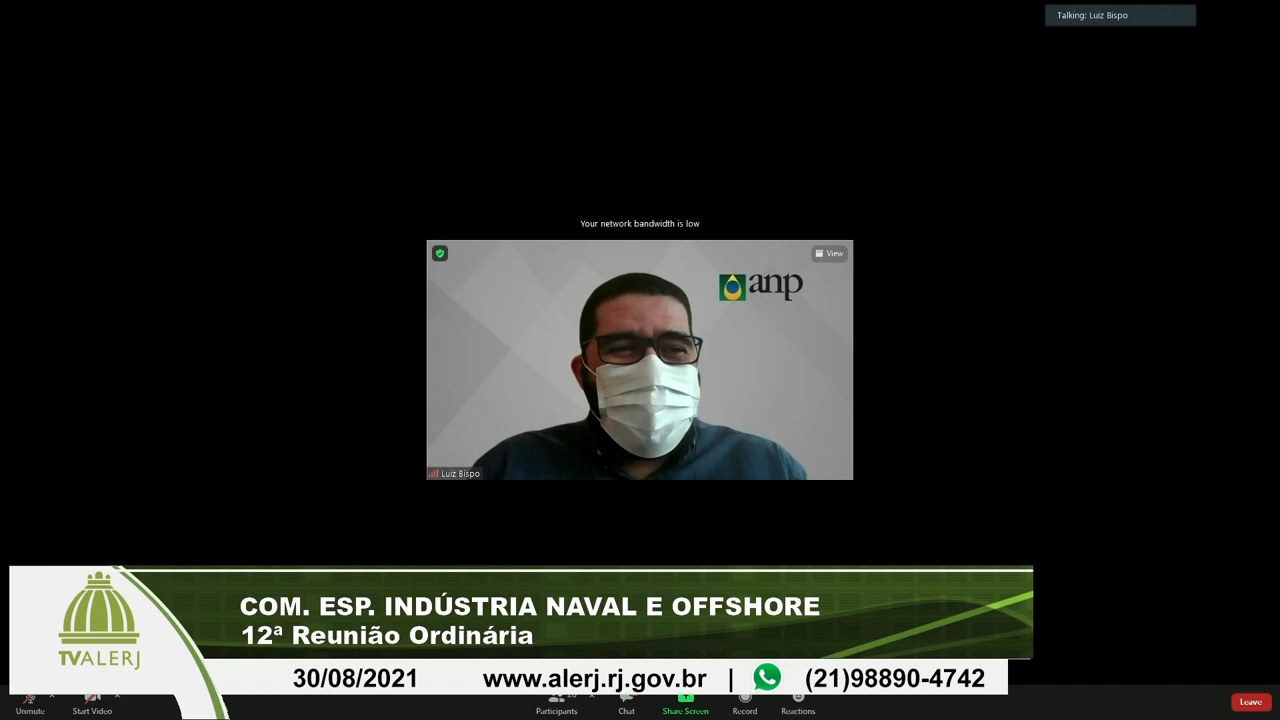 Talking: Luiz Bispo
Your network bandwidth is low
View
anp
Luiz Bispo
COM. ESP. INDÚSTRIA NAVAL E OFFSHORE
12ª Reunião Ordinária
TVALERJ
30/08/2021 www.alerj.rj.gov.br | (21)98890-4742
Unmute Start Video Participants Chat Share Screen Record Reactions Leave